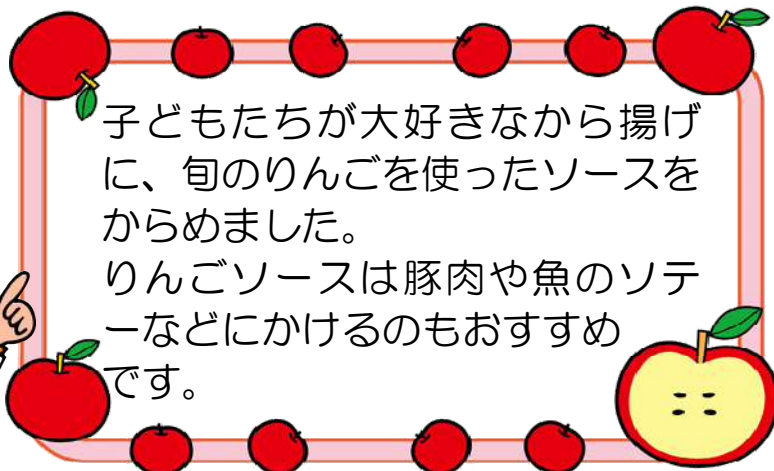 子どもたちが大好きなから揚げ
に、旬のりんごを使ったソースを
からめました。
りんごソースは豚肉や魚のソテ
ーなどにかけるのもおすすめ
です。